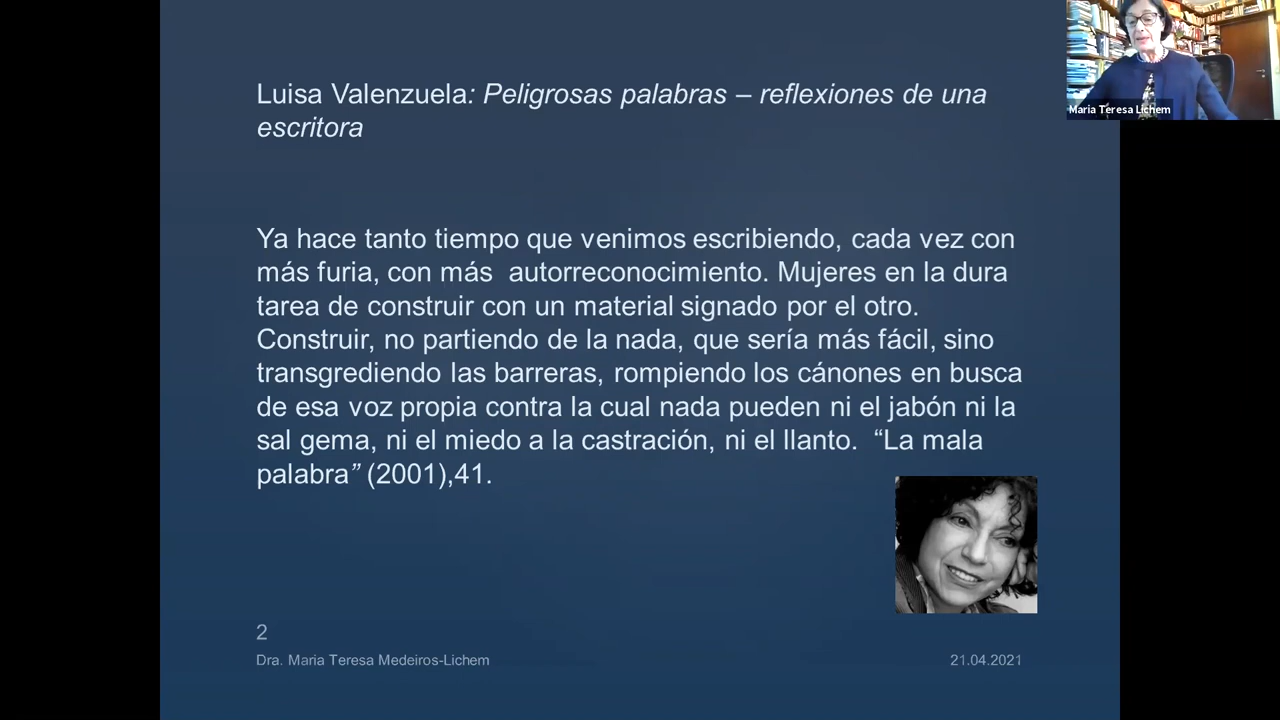 Luisa Valenzuela: Peligrosas palabras – reflexiones de una
escritora
Maria Teresa Lichem
Ya hace tanto tiempo que venimos escribiendo, cada vez con
más furia, con más  autorreconocimiento. Mujeres en la dura
tarea de construir con un material signado por el otro.
Construir, no partiendo de la nada, que sería más fácil, sino
transgrediendo las barreras, rompiendo los cánones en busca
de esa voz propia contra la cual nada pueden ni el jabón ni la
sal gema, ni el miedo a la castración, ni el llanto.  “La mala
palabra” (2001),41.
2
Dra. Maria Teresa Medeiros-Lichem
21.04.2021